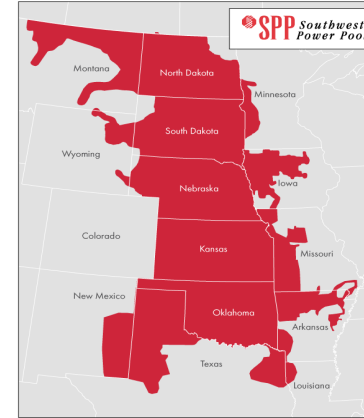 SPP Southwest
Power Pool
Montana
North Dakota
Minnesota
South Dakota
Wyoming
Iowa
Nebraska
Colorado
Kansas
Missouri
New Mexico
Oklahoma
Arkansas
Texas
Louisiana